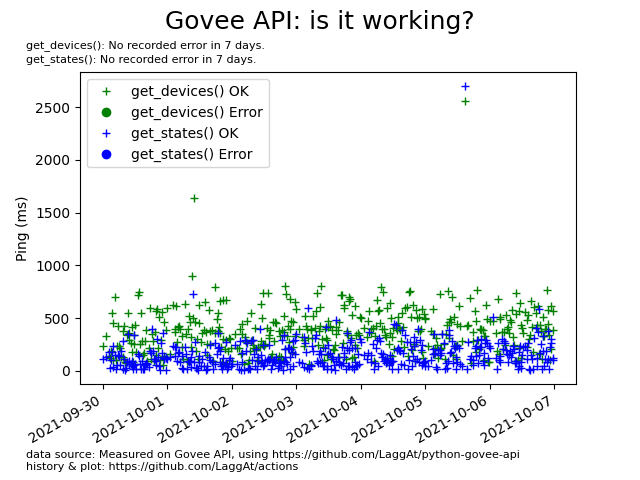 Govee API: is it working?
get_devices(): No recorded error in 7 days.
get_states(): No recorded error in 7 days.
get_devices() OK
get_devices() Error
get_states() OK
get_states() Error
Ping (ms)
2500
2000
1500
1000
500
0
2021-09-30
2021-10-01
2021-10-02
2021-10-03
2021-10-04
2021-10-05
2021-10-06
2021-10-07
data source: Measured on Govee API, using https://github.com/LaggAt/python-govee-api
history & plot: https://github.com/LaggAt/actions